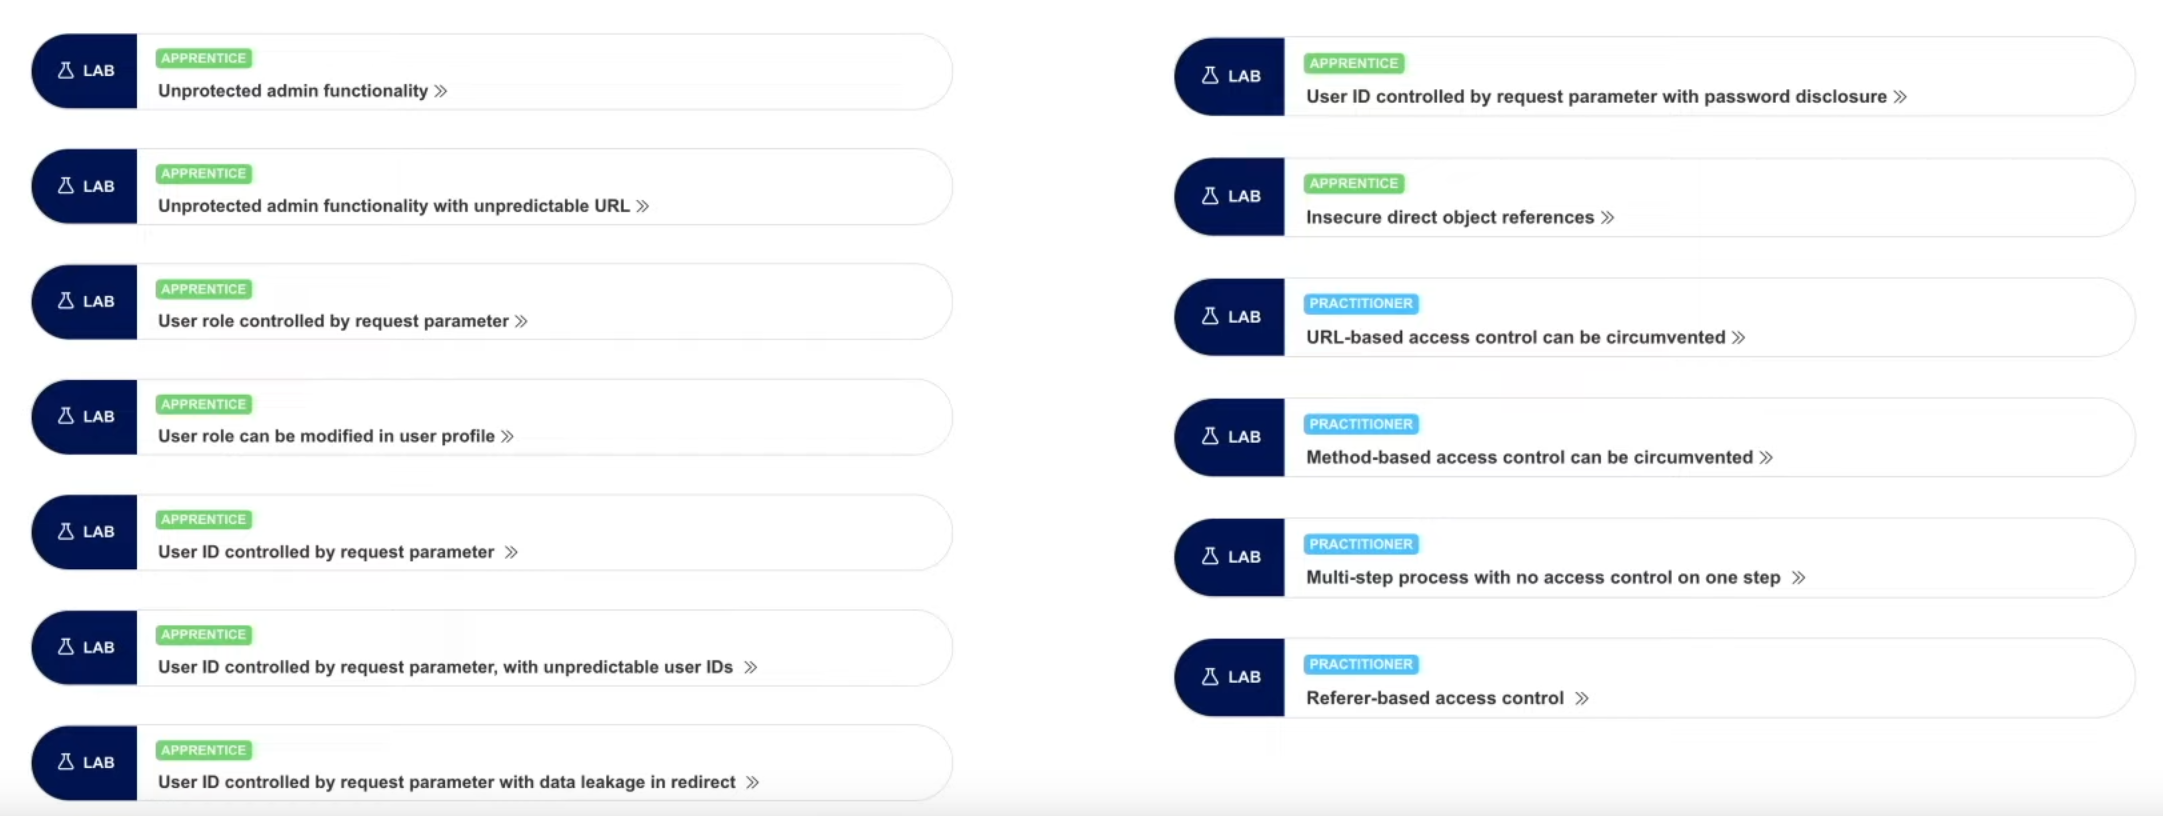 LAB
APPRENTICE
Unprotected admin functionality >>
LAB
APPRENTICE
Unprotected admin functionality with unpredictable URL >>
LAB
APPRENTICE
User role controlled by request parameter >>
LAB
APPRENTICE
User role can be modified in user profile >>
LAB
APPRENTICE
User ID controlled by request parameter >>
LAB
APPRENTICE
User ID controlled by request parameter, with unpredictable user IDs >>
LAB
APPRENTICE
User ID controlled by request parameter with data leakage in redirect >>
LAB
APPRENTICE
User ID controlled by request parameter with password disclosure >>
LAB
APPRENTICE
Insecure direct object references >>
LAB
PRACTITIONER
URL-based access control can be circumvented >>
LAB
PRACTITIONER
Method-based access control can be circumvented >>
LAB
PRACTITIONER
Multi-step process with no access control on one step >>
LAB
PRACTITIONER
Referer-based access control >>